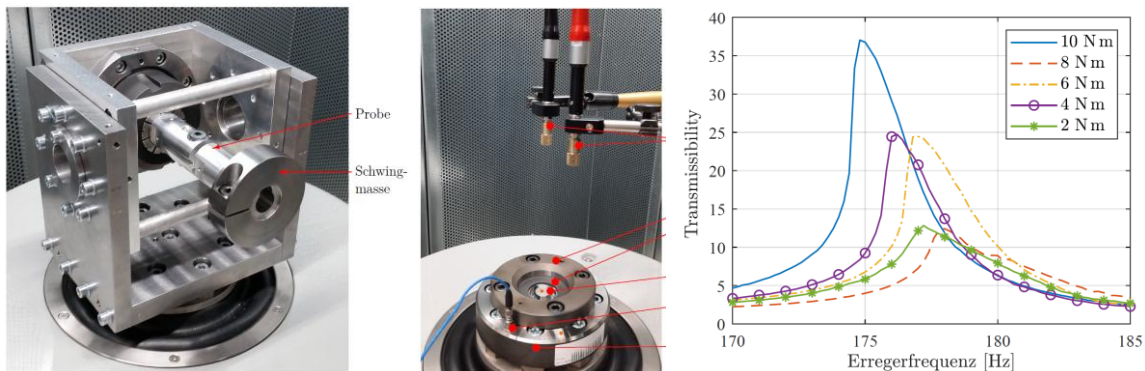 Probe
Schwing-
masse
Transmissibility
40
35
30
25
20
15
10
5
0
10 N m
8 N m
6 N m
4 N m
2 N m
170
175
180
185
Erregerfrequenz [Hz]